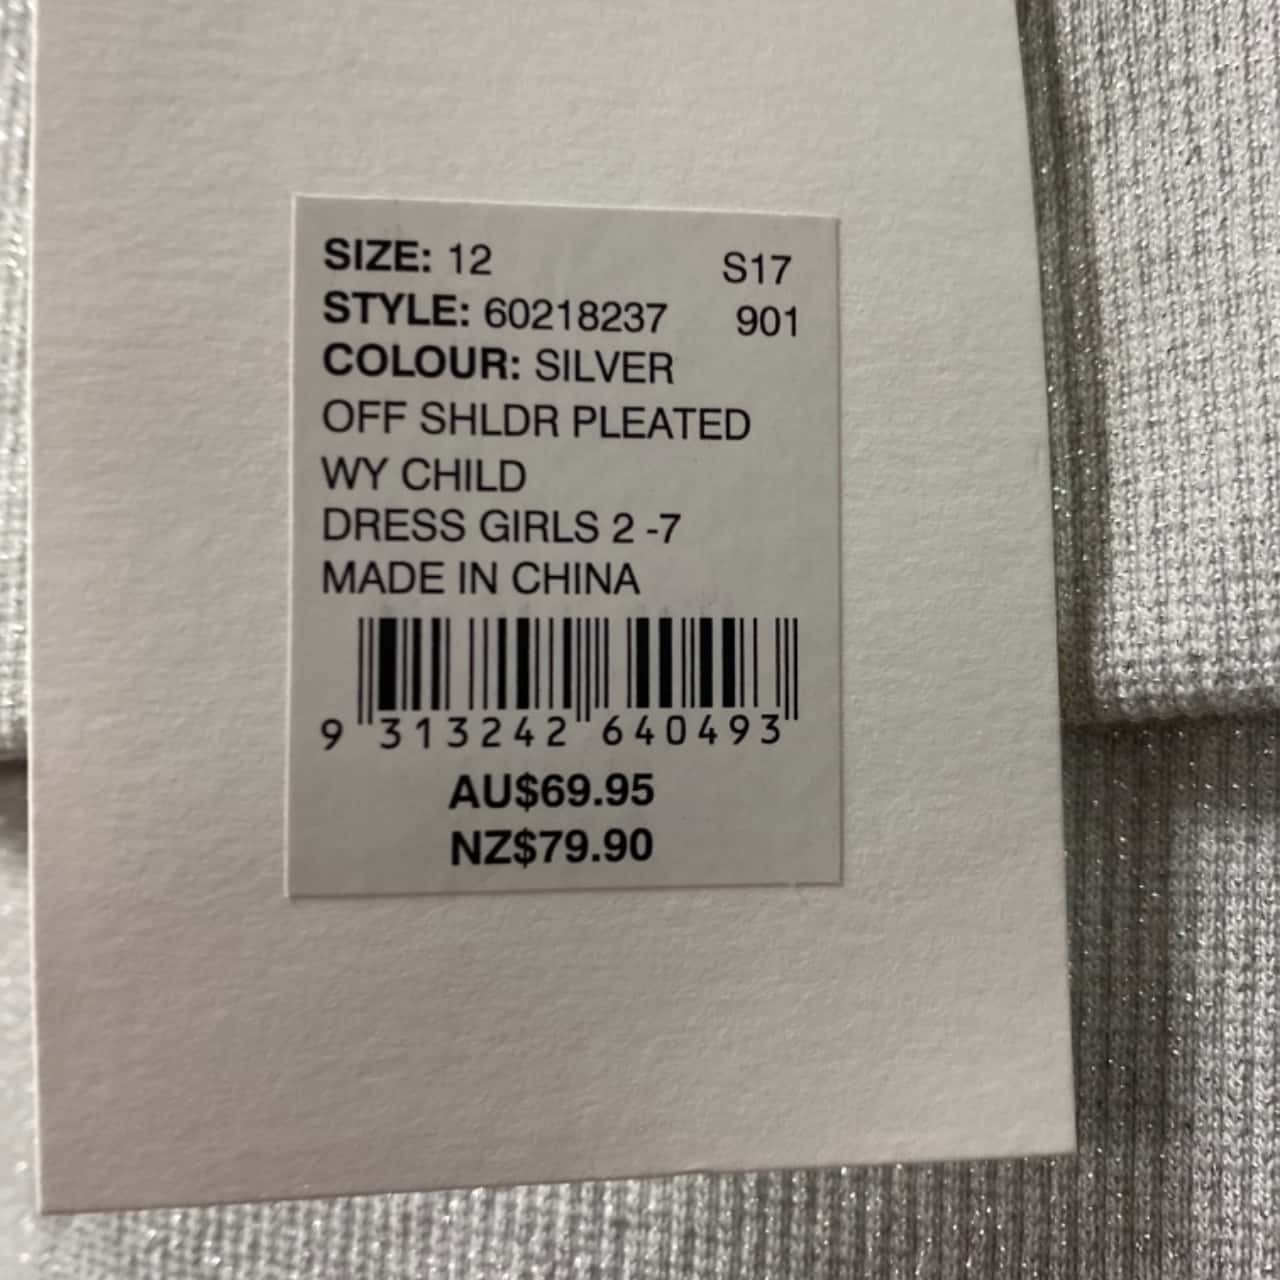 SIZE: 12 S17
STYLE: 60218237 901
COLOUR: SILVER
OFF SHLDR PLEATED
WY CHILD
DRESS GIRLS 2 -7
MADE IN CHINA
9 313242 640493
AU$69.95
NZ$79.90